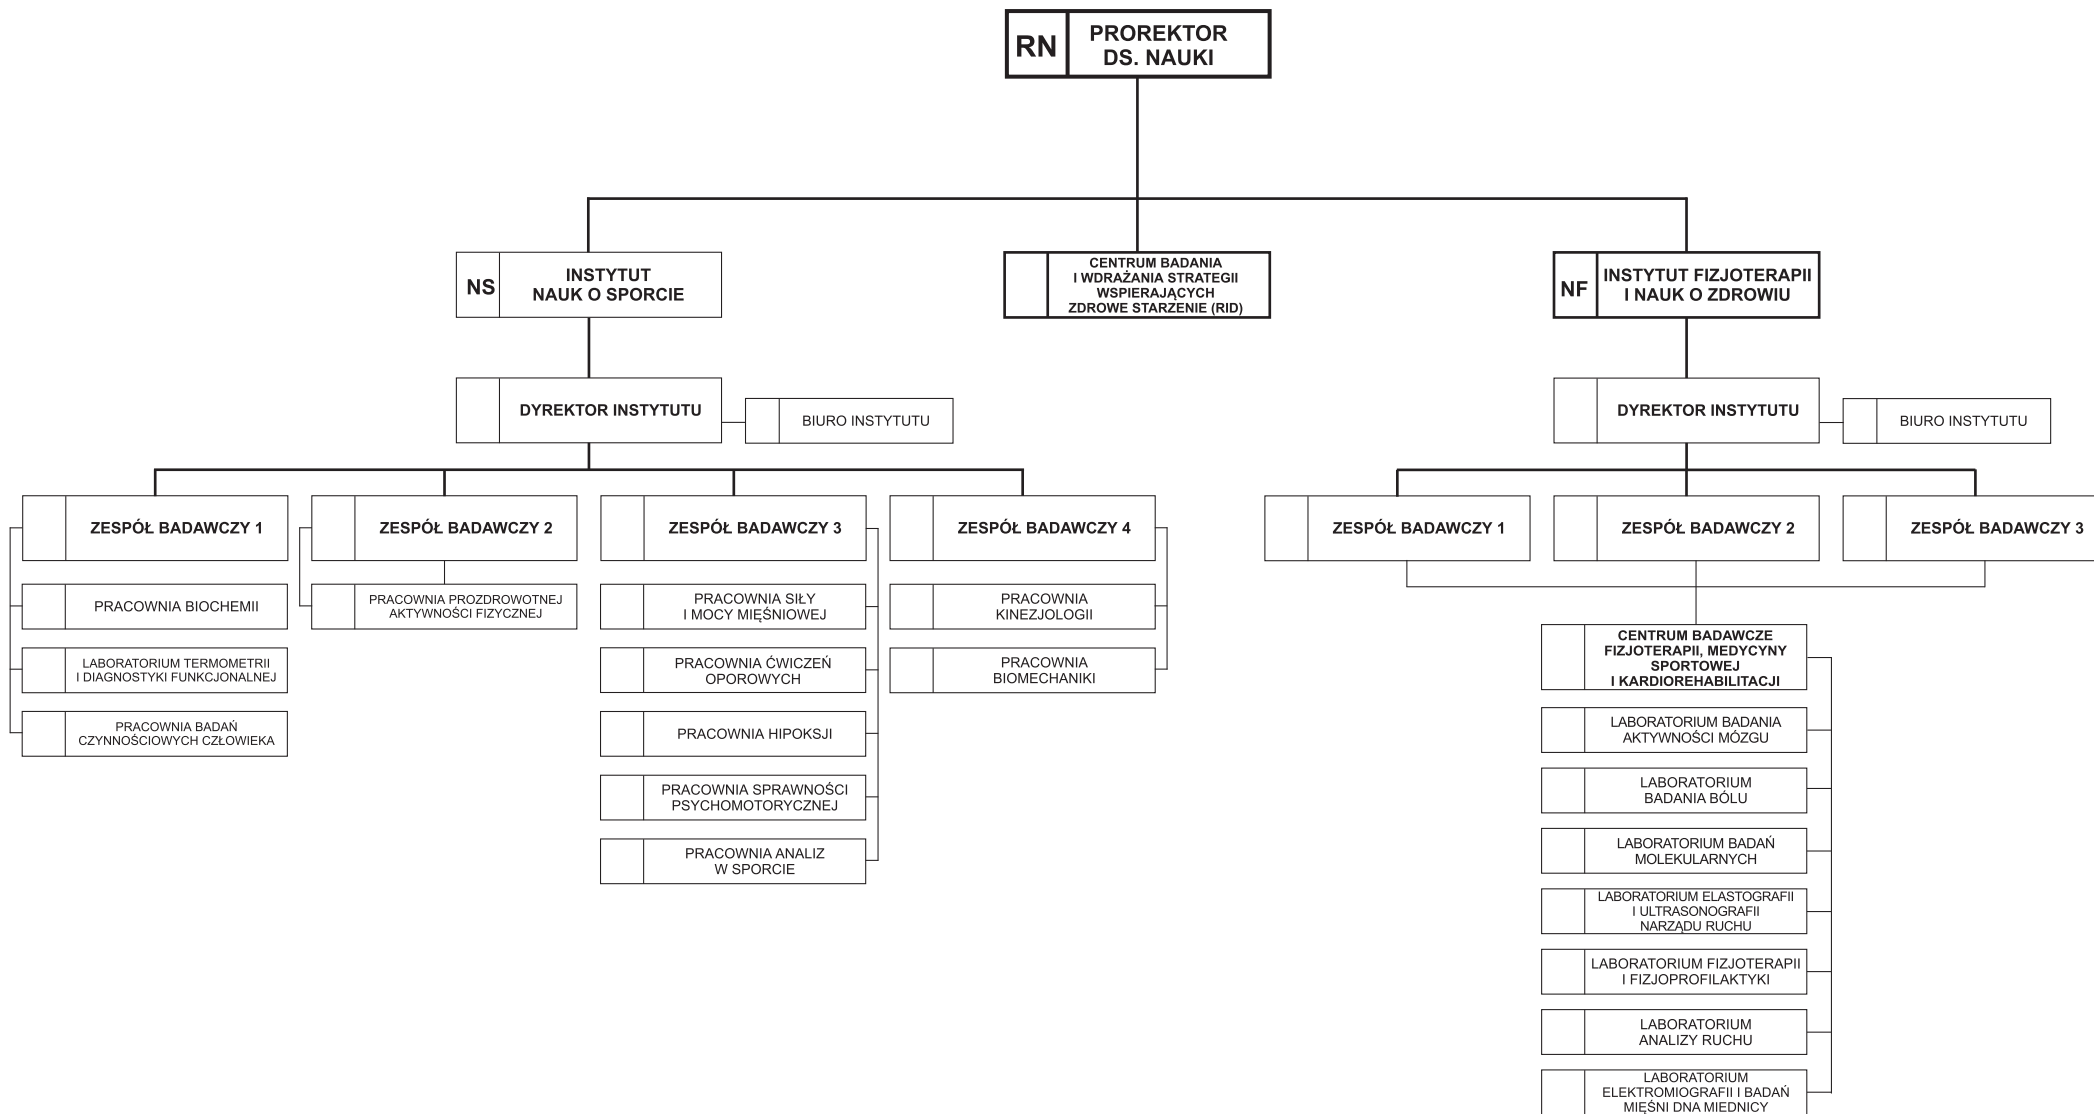 RN
PROREKTOR
DS. NAUKI
NS
INSTYTUT
NAUK O SPORCIE
CENTRUM BADANIA
I WDRAŻANIA STRATEGII
WSPIERAJĄCYCH
ZDROWE STARZENIE (RID)
NF
INSTYTUT FIZJOTERAPII
I NAUK O ZDROWIU
DYREKTOR INSTYTUTU
BIURO INSTYTUTU
DYREKTOR INSTYTUTU
BIURO INSTYTUTU
ZESPÓŁ BADAWCZY 1
ZESPÓŁ BADAWCZY 2
ZESPÓŁ BADAWCZY 3
ZESPÓŁ BADAWCZY 4
ZESPÓŁ BADAWCZY 1
ZESPÓŁ BADAWCZY 2
ZESPÓŁ BADAWCZY 3
PRACOWNIA BIOCHEMII
LABORATORIUM TERMOMETRII
I DIAGNOSTYKI FUNKCJONALNEJ
PRACOWNIA BADAŃ
CZYNNOŚCIOWYCH CZŁOWIEKA
PRACOWNIA PROZDROWOTNEJ
AKTYWNOŚCI FIZYCZNEJ
PRACOWNIA SIŁY
I MOCY MIĘŚNIOWEJ
PRACOWNIA ĆWICZEŃ
OPOROWYCH
PRACOWNIA HIPOKSJI
PRACOWNIA SPRAWNOŚCI
PSYCHOMOTORYCZNEJ
PRACOWNIA ANALIZ
W SPORCIE
PRACOWNIA
KINEZJOLOGII
PRACOWNIA
BIOMECHANIKI
CENTRUM BADAWCZE
FIZJOTERAPII, MEDYCYNY
SPORTOWEJ
I KARDIOREHABILITACJI
LABORATORIUM BADANIA
AKTYWNOŚCI MÓZGU
LABORATORIUM
BADANIA BÓLU
LABORATORIUM BADAŃ
MOLEKULARNYCH
LABORATORIUM ELASTOGRAFII
I ULTRASONOGRAFII
NARZĄDU RUCHU
LABORATORIUM FIZJOTERAPII
I FIZJOPROFILAKTYKI
LABORATORIUM
ANALIZY RUCHU
LABORATORIUM
ELEKTROMIOGRAFII I BADAŃ
MIĘŚNI DNA MIEDNICY